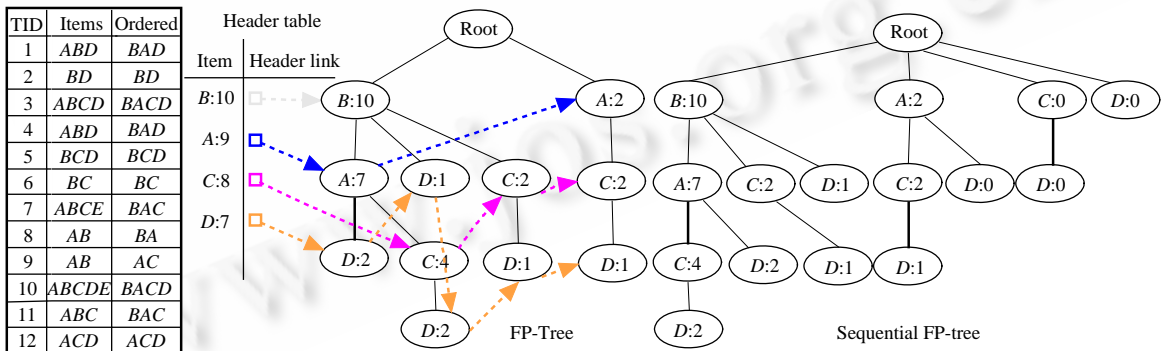 TID Items Ordered
1 ABD BAD
2 BD BD
3 ABCD BACD
4 ABD BAD
5 BCD BCD
6 BC BC
7 ABCE BAC
8 AB BA
9 AB AC
10 ABCDE BACD
11 ABC BAC
12 ACD ACD
Header table
Item Header link
B:10
A:9
C:8
D:7
Root
B:10 A:2
A:7 D:1 C:2 C:2
D:2 C:4 D:1 D:1
D:2
FP-Tree
Root
B:10 A:2 C:0 D:0
A:7 C:2 D:1 C:2 D:0 D:0
C:4 D:2 D:1 D:1
D:2
Sequential FP-tree